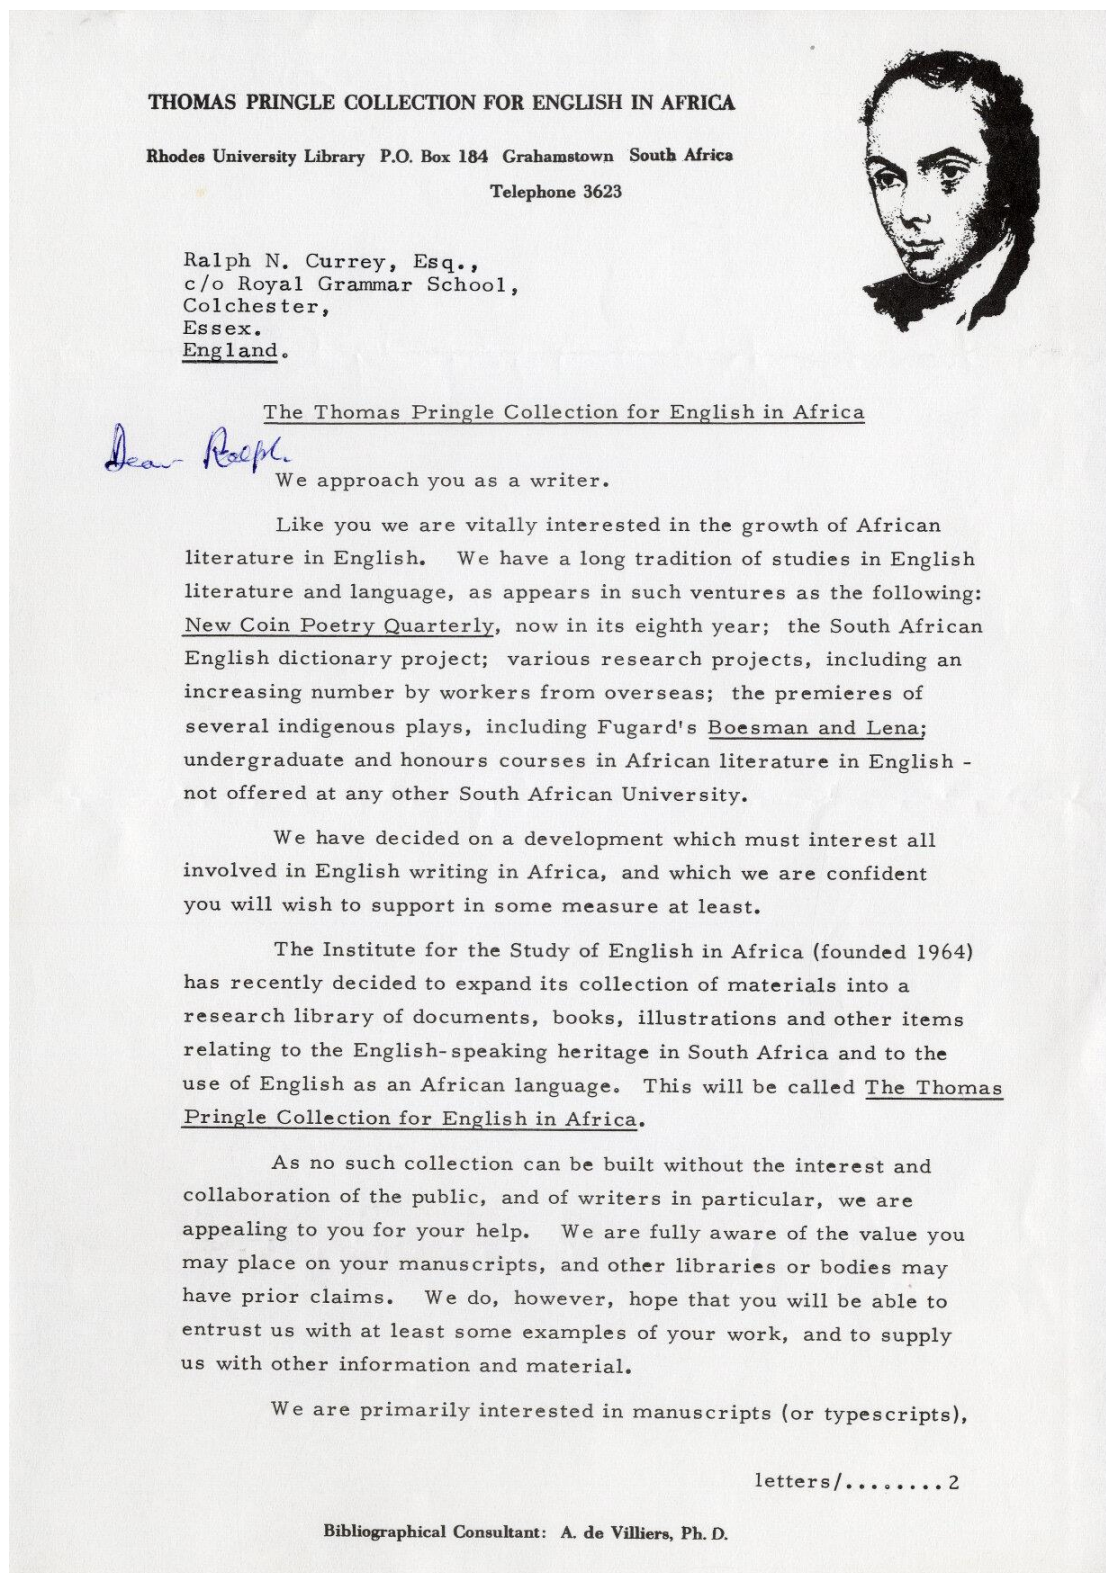 THOMAS PRINGLE COLLECTION FOR ENGLISH IN AFRICA
Rhodes University Library P.O. Box 184 Grahamstown South Africa
Telephone 3623
Ralph N. Currey, Esq.,
c/o Royal Grammar School,
Colchester,
Essex.
England.
The Thomas Pringle Collection for English in Africa
Dear Ralph.
We approach you as a writer.
Like you we are vitally interested in the growth of African
literature in English. We have a long tradition of studies in English
literature and language, as appears in such ventures as the following:
New Coin Poetry Quarterly, now in its eighth year; the South African
English dictionary project; various research projects, including an
increasing number by workers from overseas; the premieres of
several indigenous plays, including Fugard's Boesman and Lena;
undergraduate and honours courses in African literature in English -
not offered at any other South African University.
We have decided on a development which must interest all
involved in English writing in Africa, and which we are confident
you will wish to support in some measure at least.
The Institute for the Study of English in Africa (founded 1964)
has recently decided to expand its collection of materials into a
research library of documents, books, illustrations and other items
relating to the English-speaking heritage in South Africa and to the
use of English as an African language. This will be called The Thomas
Pringle Collection for English in Africa.
As no such collection can be built without the interest and
collaboration of the public, and of writers in particular, we are
appealing to you for your help. We are fully aware of the value you
may place on your manuscripts, and other libraries or bodies may
have prior claims. We do, however, hope that you will be able to
entrust us with at least some examples of your work, and to supply
us with other information and material.
We are primarily interested in manuscripts (or typescripts),
letters/........2
Bibliographical Consultant: A. de Villiers, Ph. D.